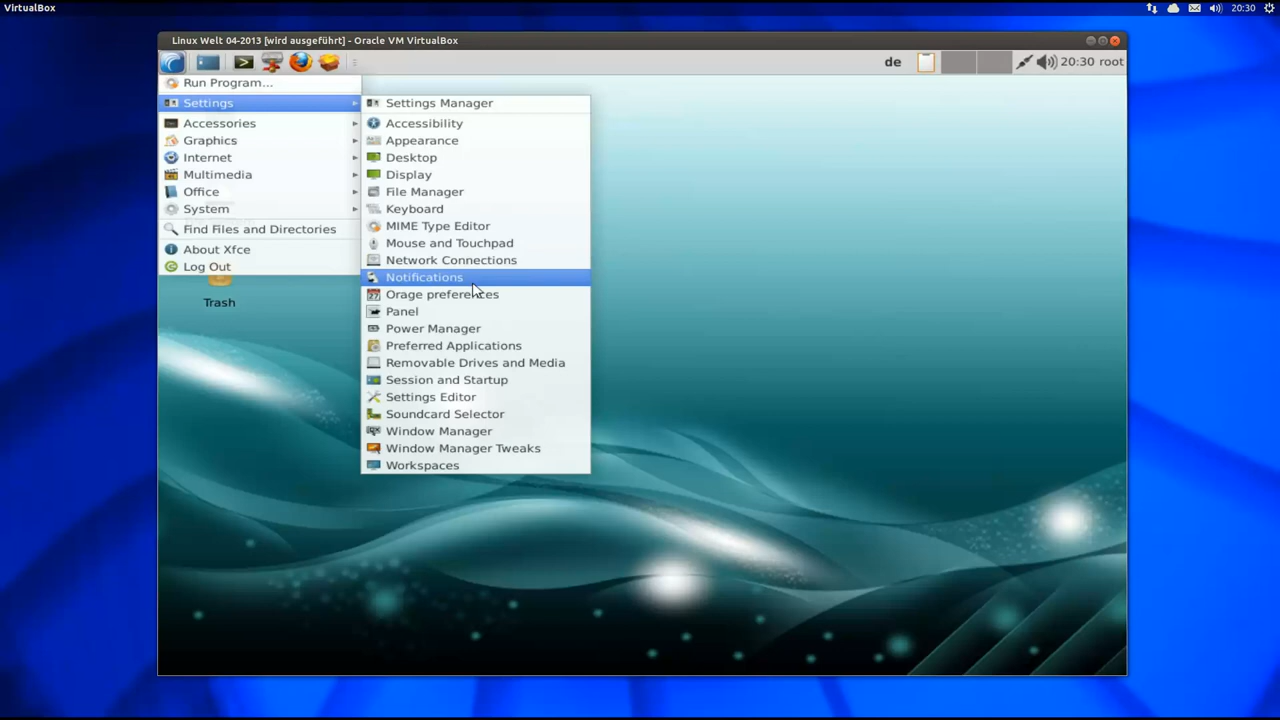 VirtualBox
20:30
Linux Welt 04-2013 [wird ausgeführt] - Oracle VM VirtualBox
de
20:30 root
Run Program...
Settings
Accessories
Graphics
Internet
Multimedia
Office
System
Find Files and Directories
About Xfce
Log Out
Settings Manager
Accessibility
Appearance
Desktop
Display
File Manager
Keyboard
MIME Type Editor
Mouse and Touchpad
Network Connections
Notifications
Orage preferences
Panel
Power Manager
Preferred Applications
Removable Drives and Media
Session and Startup
Settings Editor
Soundcard Selector
Window Manager
Window Manager Tweaks
Workspaces
Trash